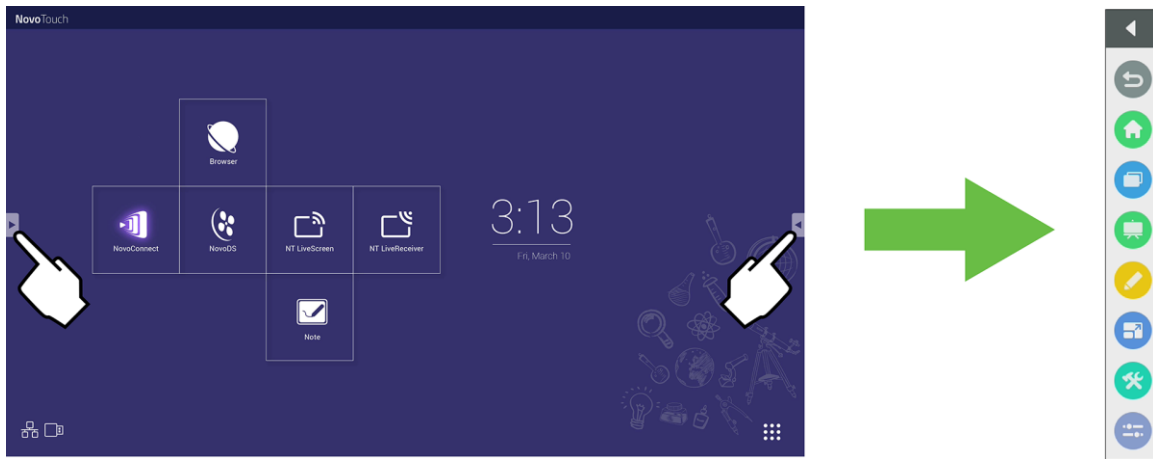 NovoTouch
Browser
NovoConnect
NovoDS
NT LiveScreen
NT LiveReceiver
3:13
Fri, March 10
Note